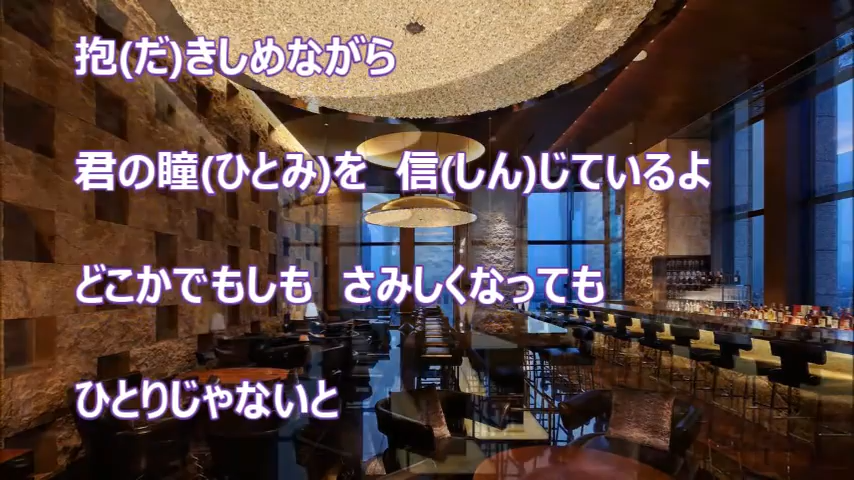 抱(だ)きしめながら
君の瞳(ひとみ)を　信(しん)じているよ
どこかでもしも　さみしくなっても
ひとりじゃないと